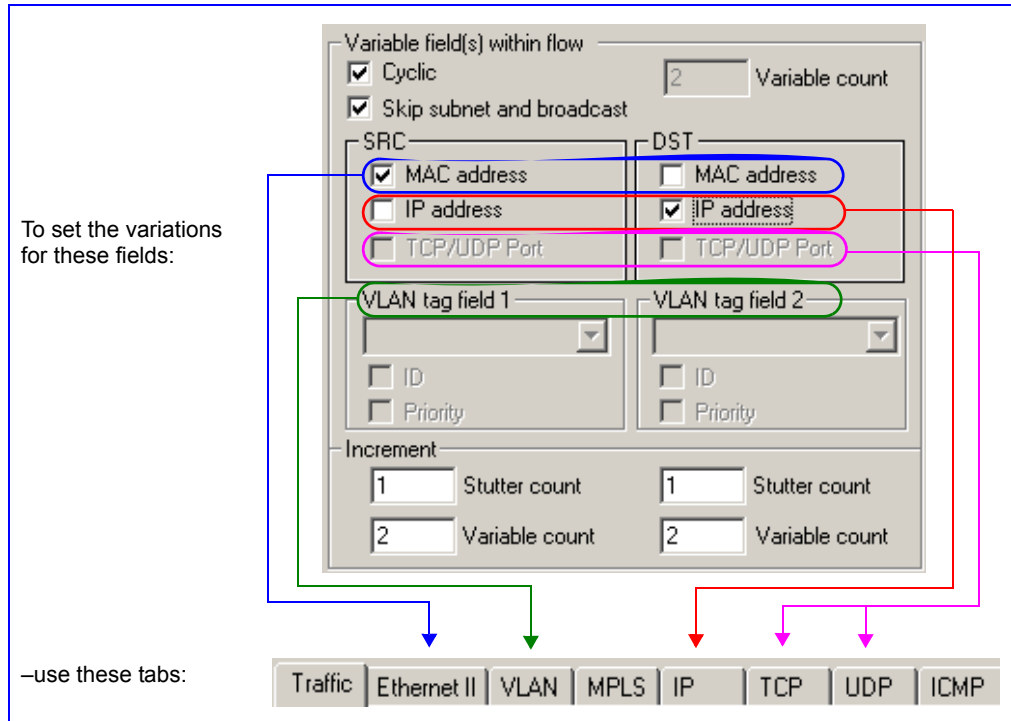 Variable field(s) within flow
Cyclic
2 Variable count
Skip subnet and broadcast
SRC
DST
MAC address
MAC address
IP address
IP address
TCP/UDP Port
TCP/UDP Port
To set the variations
for these fields:
VLAN tag field 1
VLAN tag field 2
ID
ID
Priority
Priority
Increment
1 Stutter count
1 Stutter count
2 Variable count
2 Variable count
–use these tabs:
Traffic Ethernet II VLAN MPLS IP TCP UDP ICMP